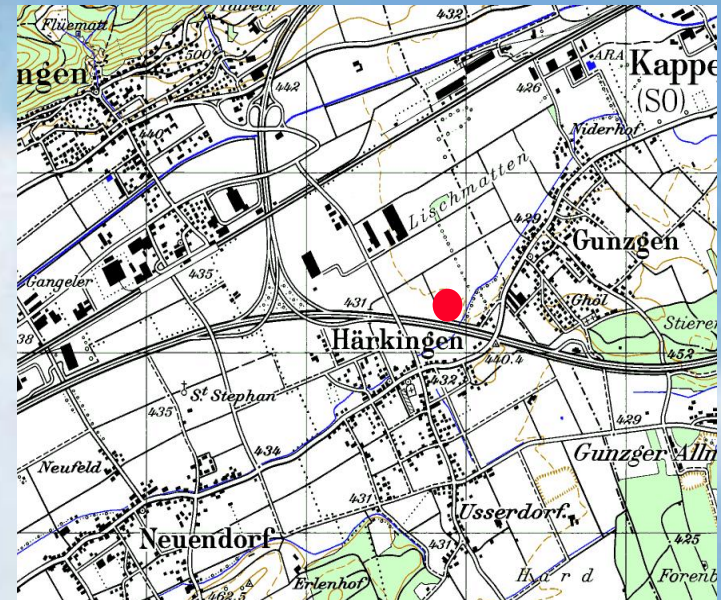 Flüematt
432
ARA
Kappe
(SO)
ngen
500
442
426
440
Niderhof
Lischmatten
429
Gunzgen
435
Gangeler
Ghöl
431
Stierer
38
Härkingen
440.4
452
432
St Stephan
435
429
434
Gunzger Allm
Neufeld
431
Usserdorf
Neuendorf
425
431
Erlenhof
Hard
Forenb
462.5